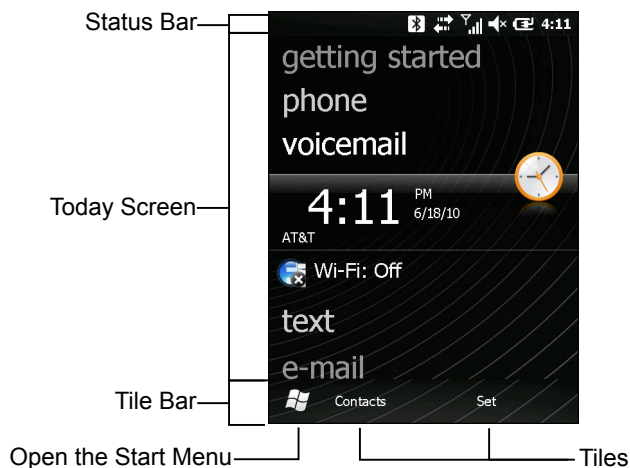 Status Bar
4:11
getting started
phone
voicemail
Today Screen
4:11 PM
6/18/10
AT&T
Wi-Fi: Off
text
e-mail
Tile Bar
Contacts Set
Open the Start Menu Tiles